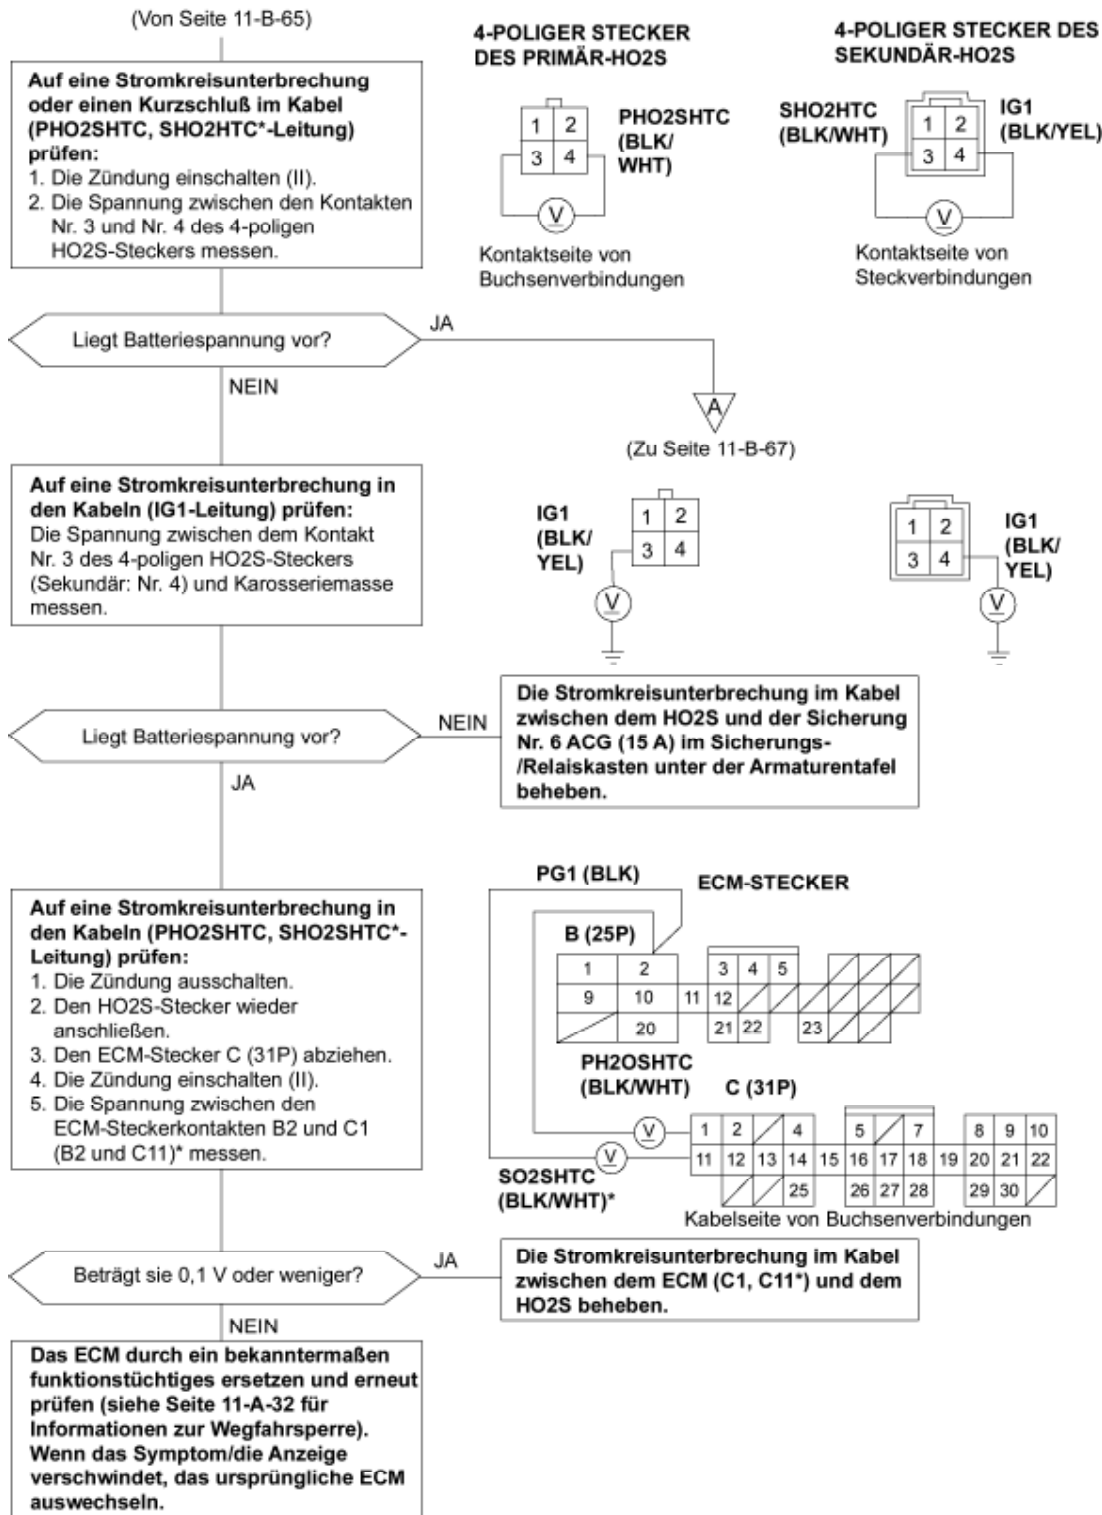 (Von Seite 11-B-65)
Auf eine Stromkreisunterbrechung
oder einen Kurzschluß im Kabel
(PHO2SHTC, SHO2HTC*-Leitung)
prüfen:
1. Die Zündung einschalten (II).
2. Die Spannung zwischen den Kontakten
Nr. 3 und Nr. 4 des 4-poligen
HO2S-Steckers messen.
4-POLIGER STECKER
DES PRIMÄR-HO2S
1 2
3 4
PHO2SHTC
(BLK/
WHT)
V
Kontaktseite von
Buchsenverbindungen
4-POLIGER STECKER DES
SEKUNDÄR-HO2S
SHO2HTC
(BLK/WHT)
1 2
3 4
IG1
(BLK/YEL)
V
Kontaktseite von
Steckverbindungen
Liegt Batteriespannung vor?
JA
NEIN
A
(Zu Seite 11-B-67)
Auf eine Stromkreisunterbrechung in
den Kabeln (IG1-Leitung) prüfen:
Die Spannung zwischen dem Kontakt
Nr. 3 des 4-poligen HO2S-Steckers
(Sekundär: Nr. 4) und Karosseriemasse
messen.
IG1
(BLK/
YEL)
1 2
3 4
V
1 2
3 4
IG1
(BLK/
YEL)
V
Liegt Batteriespannung vor?
NEIN
JA
Die Stromkreisunterbrechung im Kabel
zwischen dem HO2S und der Sicherung
Nr. 6 ACG (15 A) im Sicherungs-
/Relaiskasten unter der Armaturentafel
beheben.
Auf eine Stromkreisunterbrechung in
den Kabeln (PHO2SHTC, SHO2SHTC*-
Leitung) prüfen:
1. Die Zündung ausschalten.
2. Den HO2S-Stecker wieder
anschließen.
3. Den ECM-Stecker C (31P) abziehen.
4. Die Zündung einschalten (II).
5. Die Spannung zwischen den
ECM-Steckerkontakten B2 und C1
(B2 und C11)* messen.
PG1 (BLK)
ECM-STECKER
B (25P)
1 2 3 4 5
9 10 11 12
20 21 22 23
PH2OSHTC
(BLK/WHT)
C (31P)
V
1 2 4 5 7 8 9 10
V
11 12 13 14 15 16 17 18 19 20 21 22
25 26 27 28 29 30
SO2SHTC
(BLK/WHT)*
Kabelseite von Buchsenverbindungen
Beträgt sie 0,1 V oder weniger?
JA
NEIN
Die Stromkreisunterbrechung im Kabel
zwischen dem ECM (C1, C11*) und dem
HO2S beheben.
Das ECM durch ein bekanntermaßen
funktionstüchtiges ersetzen und erneut
prüfen (siehe Seite 11-A-32 für
Informationen zur Wegfahrsperre).
Wenn das Symptom/die Anzeige
verschwindet, das ursprüngliche ECM
auswechseln.